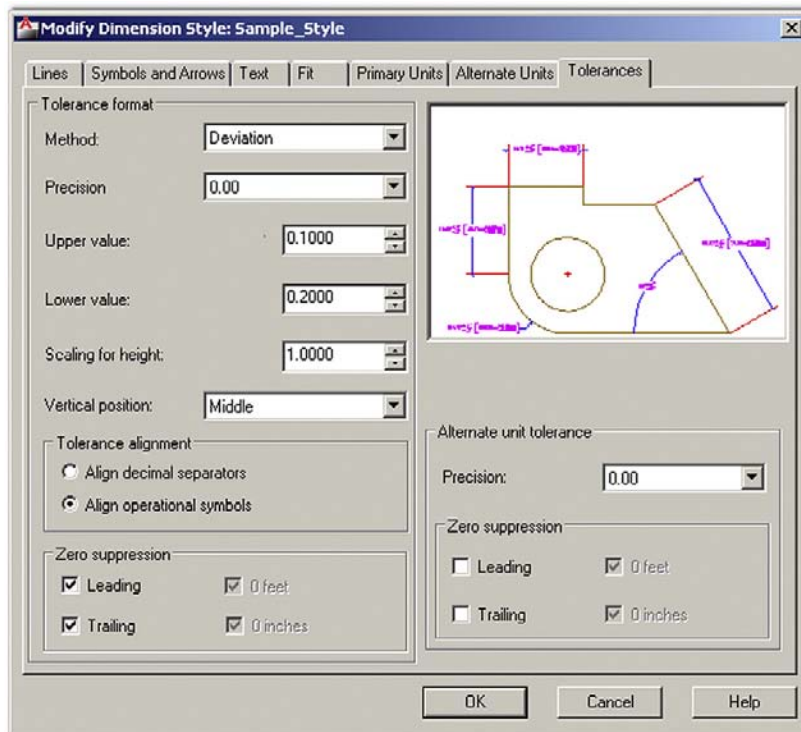 Modify Dimension Style: Sample_Style
Lines
Symbols and Arrows
Text
Fit
Primary Units
Alternate Units
Tolerances
Tolerance format
Method:
Deviation
Precision
0.00
Upper value:
0.1000
Lower value:
0.2000
Scaling for height:
1.0000
Vertical position:
Middle
Tolerance alignment
Align decimal separators
Align operational symbols
Zero suppression
Leading
0 feet
Trailing
0 inches
Alternate unit tolerance
Precision:
0.00
Zero suppression
Leading
0 feet
Trailing
0 inches
OK
Cancel
Help